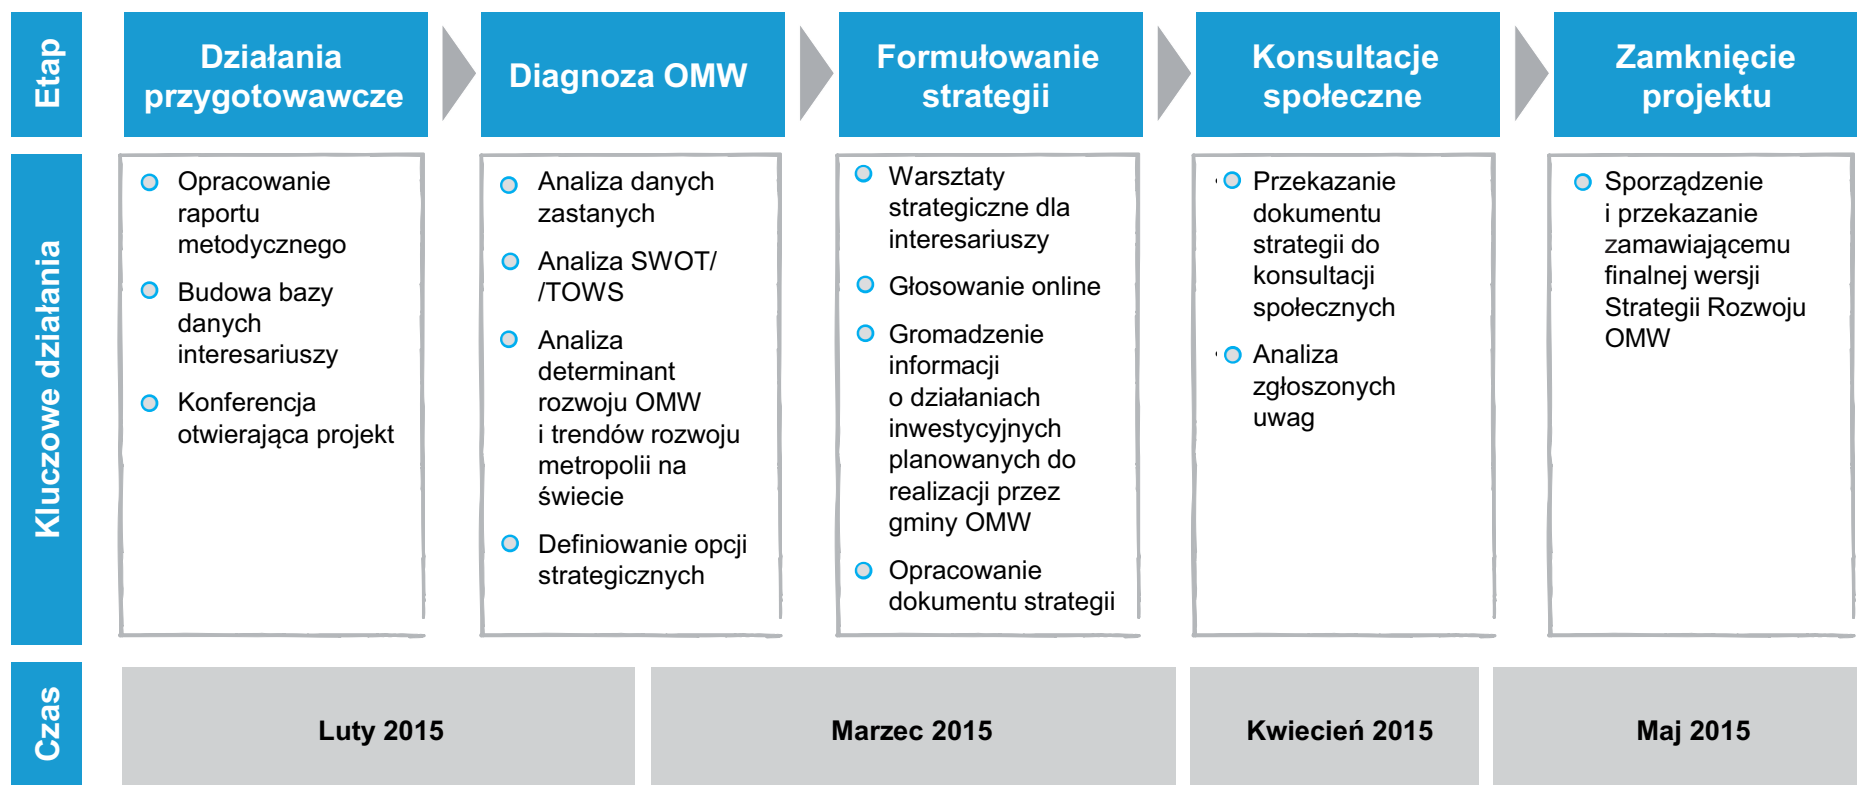 Etap
Działania
przygotowawcze
Diagnoza OMW
Formułowanie
strategii
Konsultacje
społeczne
Zamknięcie
projektu
Kluczowe działania
Opracowanie
raportu
metodycznego
Budowa bazy
danych
interesariuszy
Konferencja
otwierająca projekt
Analiza danych
zastanych
Analiza SWOT/
/TOWS
Analiza
determinant
rozwoju OMW
i trendów rozwoju
metropolii na
świecie
Definiowanie opcji
strategicznych
Warsztaty
strategiczne dla
interesariuszy
Głosowanie online
Gromadzenie
informacji
o działaniach
inwestycyjnych
planowanych do
realizacji przez
gminy OMW
Opracowanie
dokumentu strategii
Przekazanie
dokumentu
strategii do
konsultacji
społecznych
Analiza
zgłoszonych
uwag
Sporządzenie
i przekazanie
zamawiającemu
finalnej wersji
Strategii Rozwoju
OMW
Czas
Luty 2015
Marzec 2015
Kwiecień 2015
Maj 2015